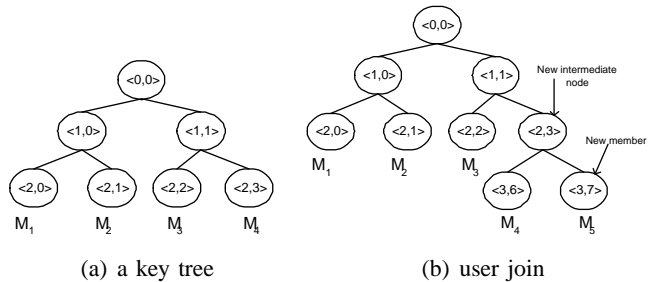 <0,0>
<1,0> <1,1>
<2,0> <2,1> <2,2> <2,3>
M1 M2 M3 M4
(a) a key tree
<0,0>
<1,0> <1,1>
New intermediate
node
<2,0> <2,1> <2,2> <2,3>
New member
M1 M2 M3
<3,6> <3,7>
M4 M5
(b) user join